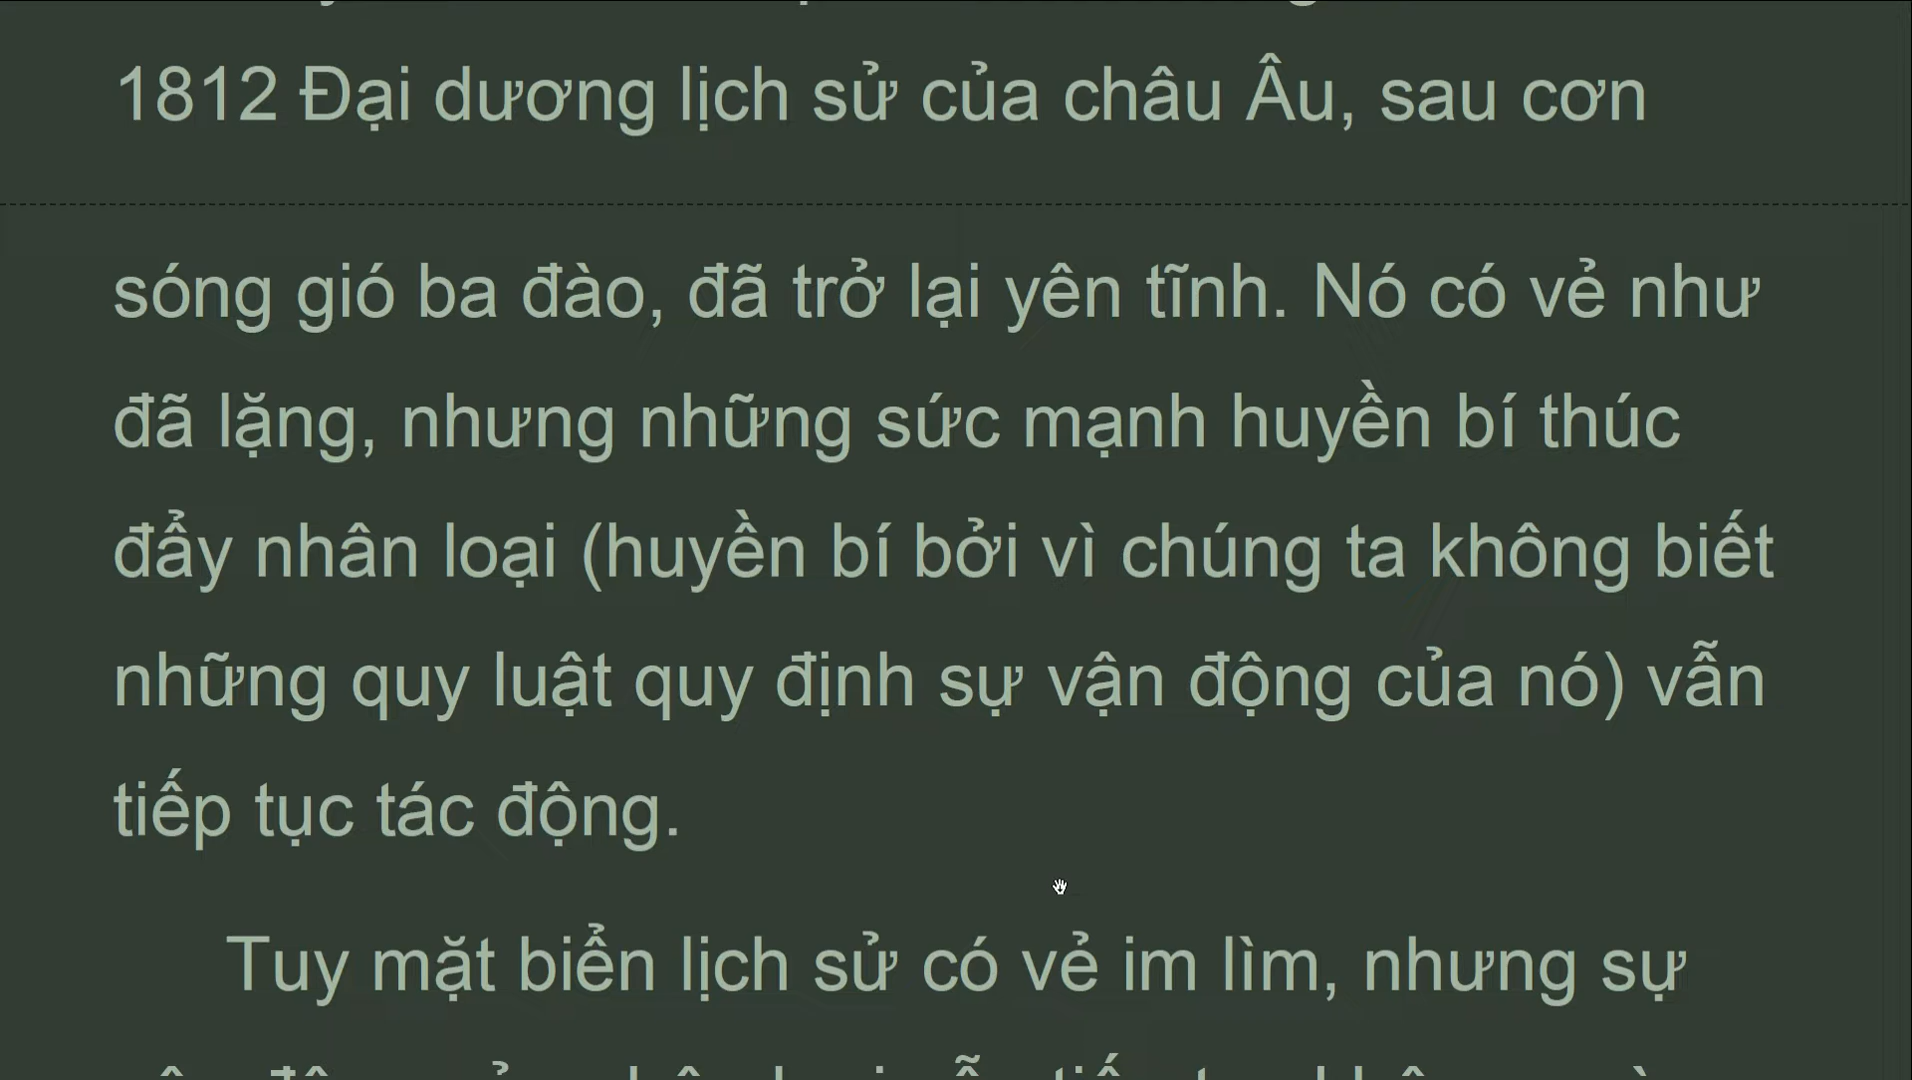 1812 Đại dương lịch sử của châu Âu, sau cơn
sóng gió ba đào, đã trở lại yên tĩnh. Nó có vẻ như
đã lặng, nhưng những sức mạnh huyền bí thúc
đẩy nhân loại (huyền bí bởi vì chúng ta không biết
những quy luật quy định sự vận động của nó) vẫn
tiếp tục tác động.
Tuy mặt biển lịch sử có vẻ im lìm, nhưng sự